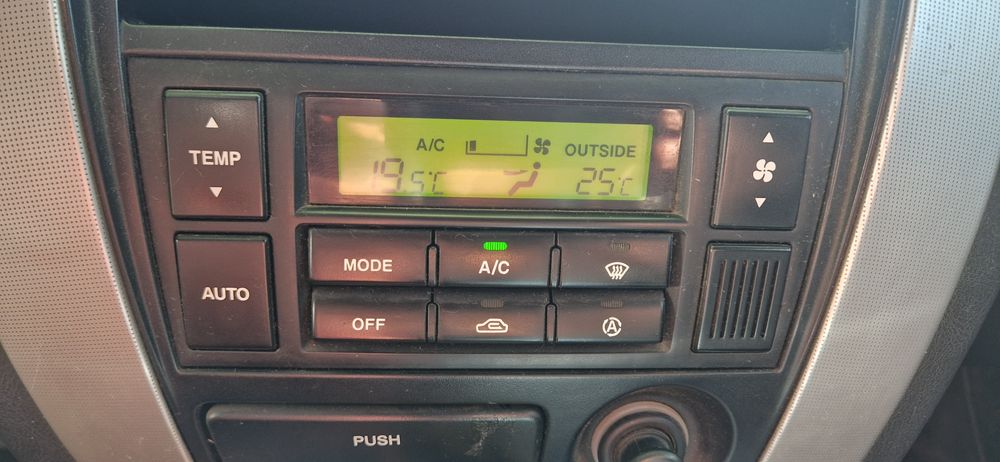 A/C
OUTSIDE
19.5°C
25°C
TEMP
MODE
A/C
AUTO
OFF
A
PUSH